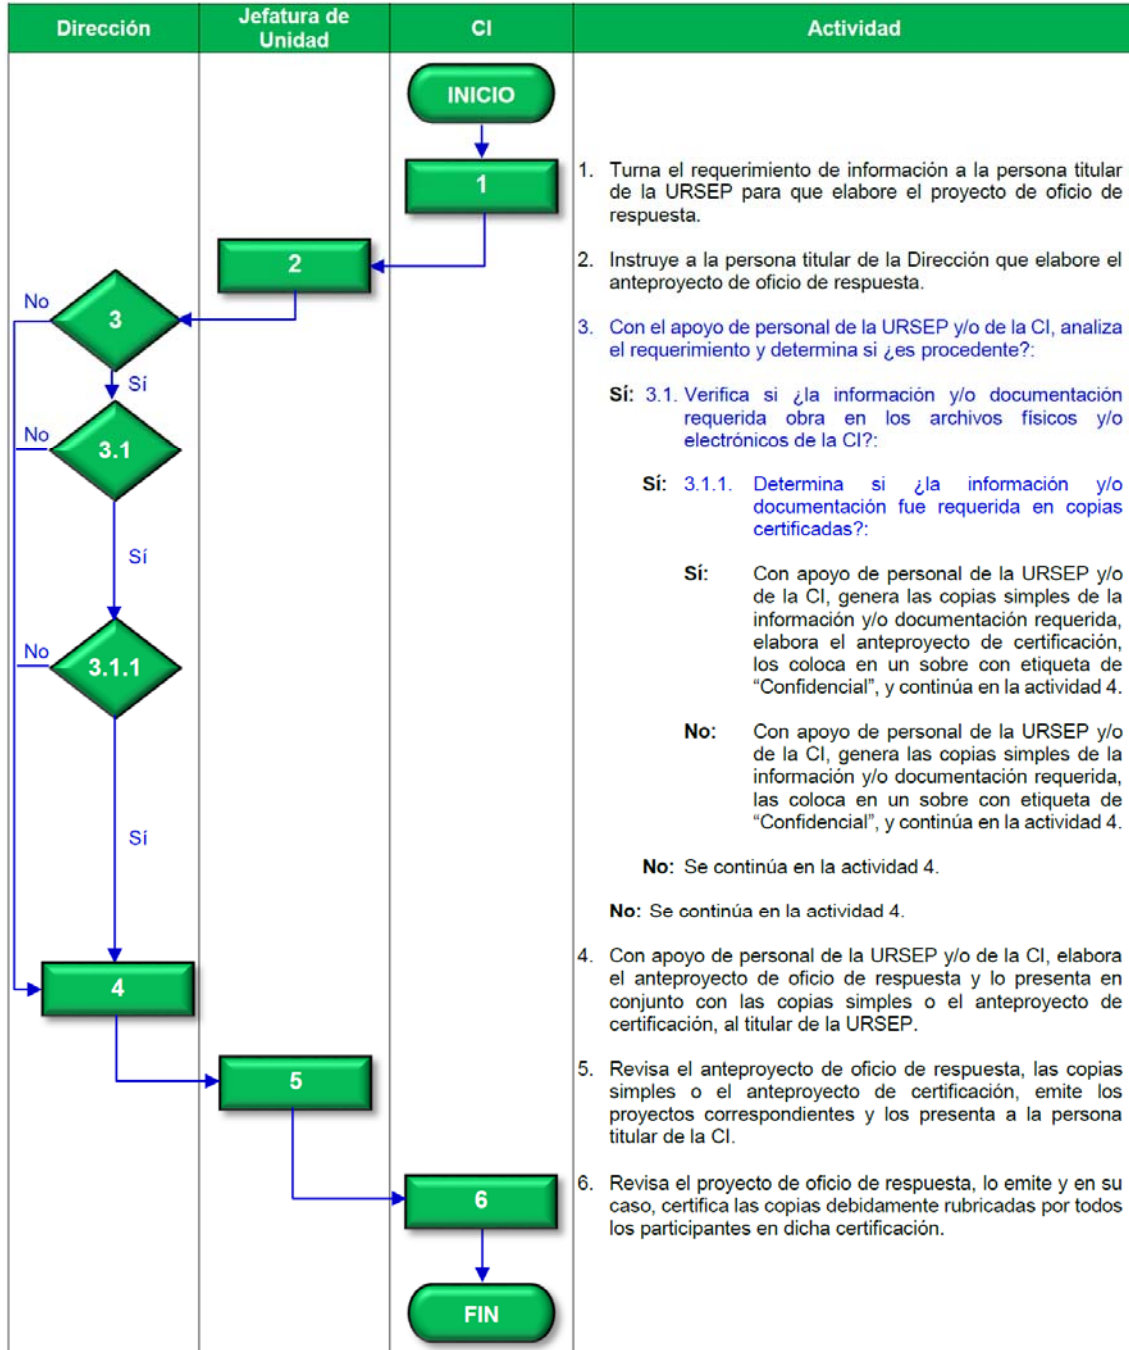 Dirección
Jefatura de
Unidad
CI
Actividad
INICIO
1
1. Turna el requerimiento de información a la persona titular
de la URSEP para que elabore el proyecto de oficio de
respuesta.
2
2. Instruye a la persona titular de la Dirección que elabore el
anteproyecto de oficio de respuesta.
No
3
Sí
3. Con el apoyo de personal de la URSEP y/o de la CI, analiza
el requerimiento y determina si ¿es procedente?:
No
3.1
Sí
Sí: 3.1. Verifica si ¿la información y/o documentación
requerida obra en los archivos físicos y/o
electrónicos de la CI?:
Sí: 3.1.1. Determina si ¿la información y/o
documentación fue requerida en copias
certificadas?:
No
3.1.1
Sí
Sí: Con apoyo de personal de la URSEP y/o
de la CI, genera las copias simples de la
información y/o documentación requerida,
elabora el anteproyecto de certificación,
los coloca en un sobre con etiqueta de
“Confidencial”, y continúa en la actividad 4.
No: Con apoyo de personal de la URSEP y/o
de la CI, genera las copias simples de la
información y/o documentación requerida,
las coloca en un sobre con etiqueta de
“Confidencial”, y continúa en la actividad 4.
No: Se continúa en la actividad 4.
No: Se continúa en la actividad 4.
4
4. Con apoyo de personal de la URSEP y/o de la CI, elabora
el anteproyecto de oficio de respuesta y lo presenta en
conjunto con las copias simples o el anteproyecto de
certificación, al titular de la URSEP.
5
5. Revisa el anteproyecto de oficio de respuesta, las copias
simples o el anteproyecto de certificación, emite los
proyectos correspondientes y los presenta a la persona
titular de la CI.
6
6. Revisa el proyecto de oficio de respuesta, lo emite y en su
caso, certifica las copias debidamente rubricadas por todos
los participantes en dicha certificación.
FIN